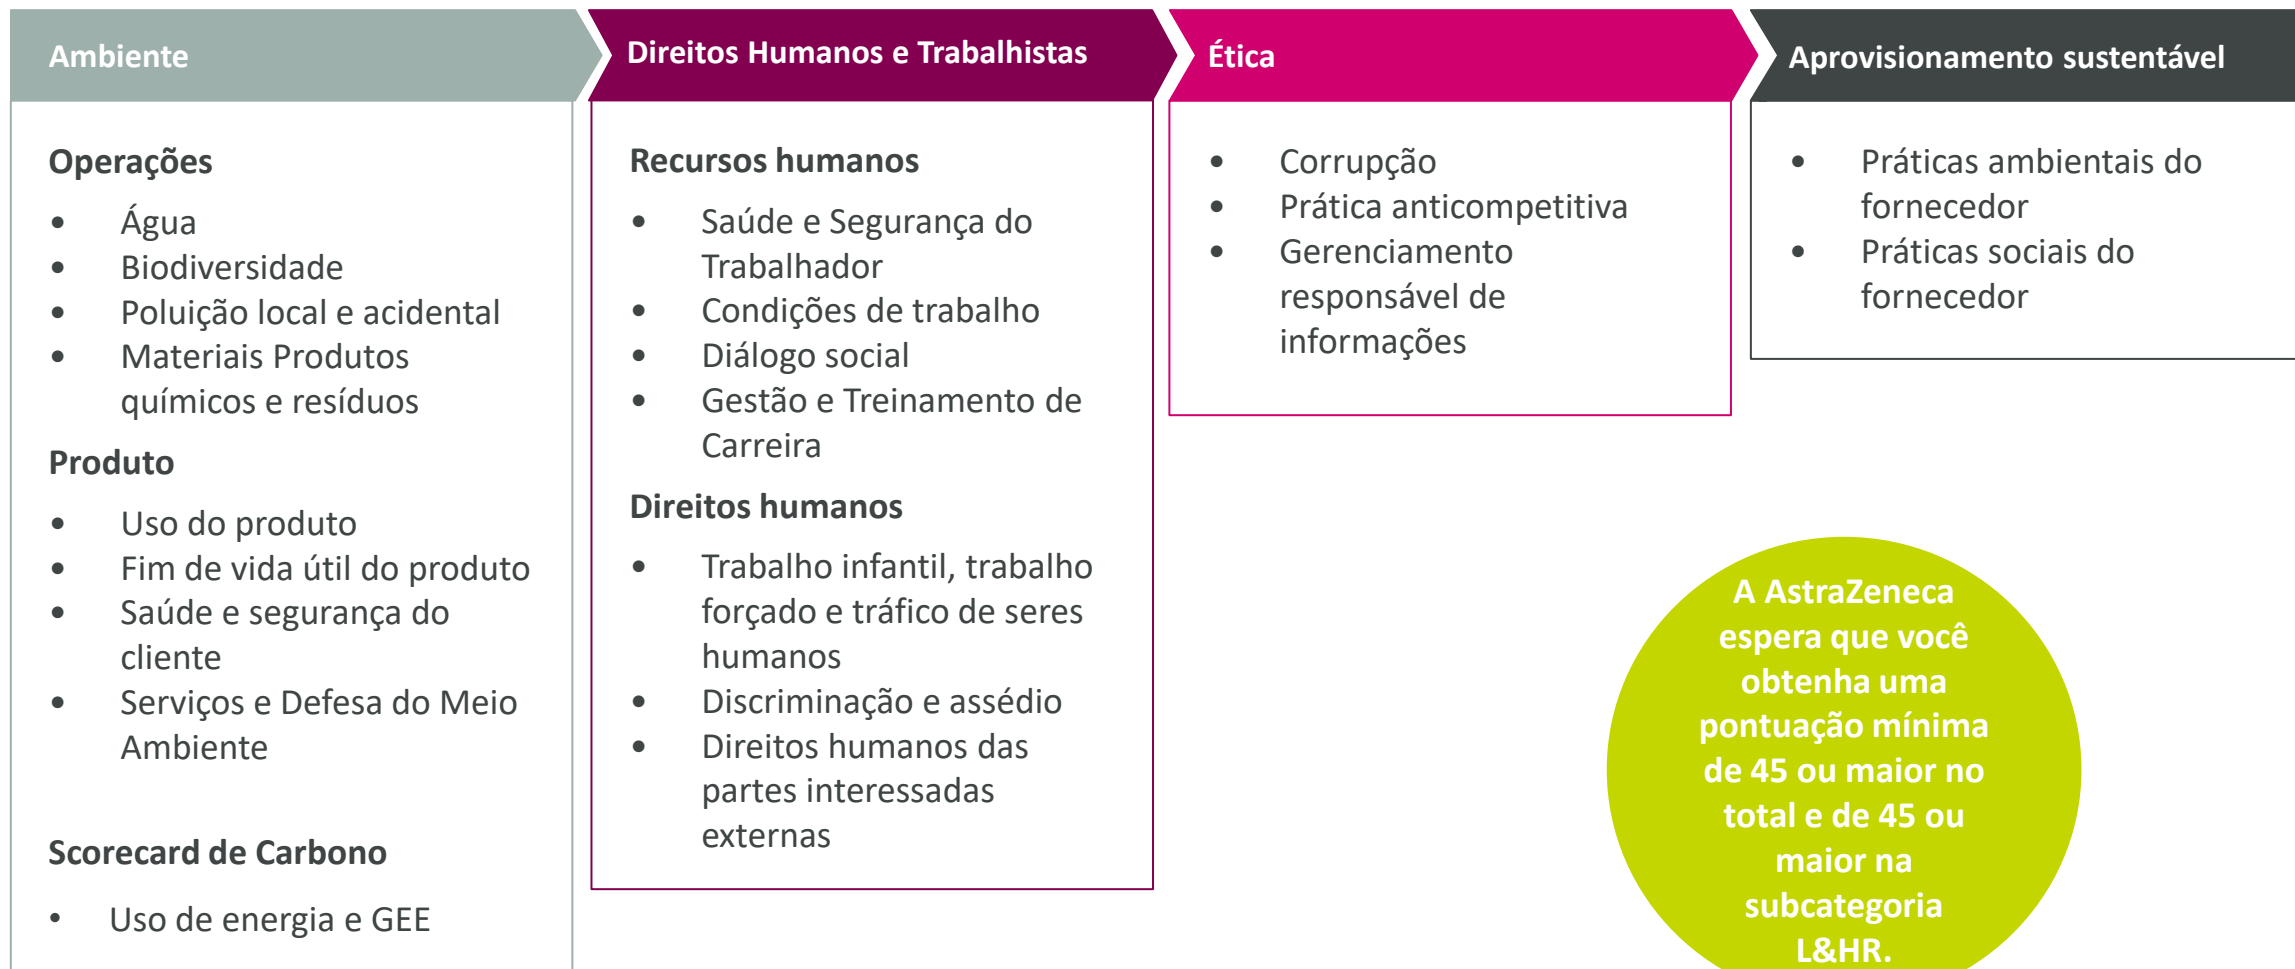 Ambiente
Operações
• Água
• Biodiversidade
• Poluição local e acidental
• Materiais Produtos
químicos e resíduos
Produto
• Uso do produto
• Fim de vida útil do produto
• Saúde e segurança do
cliente
• Serviços e Defesa do Meio
Ambiente
Scorecard de Carbono
• Uso de energia e GEE
Direitos Humanos e Trabalhistas
Recursos humanos
• Saúde e Segurança do
Trabalhador
• Condições de trabalho
• Diálogo social
• Gestão e Treinamento de
Carreira
Direitos humanos
• Trabalho infantil, trabalho
forçado e tráfico de seres
humanos
• Discriminação e assédio
• Direitos humanos das
partes interessadas
externas
Ética
• Corrupção
• Prática anticompetitiva
• Gerenciamento
responsável de
informações
Aprovisionamento sustentável
• Práticas ambientais do
fornecedor
• Práticas sociais do
fornecedor
A AstraZeneca
espera que você
obtenha uma
pontuação mínima
de 45 ou maior no
total e de 45 ou
maior na
subcategoria
L&HR.